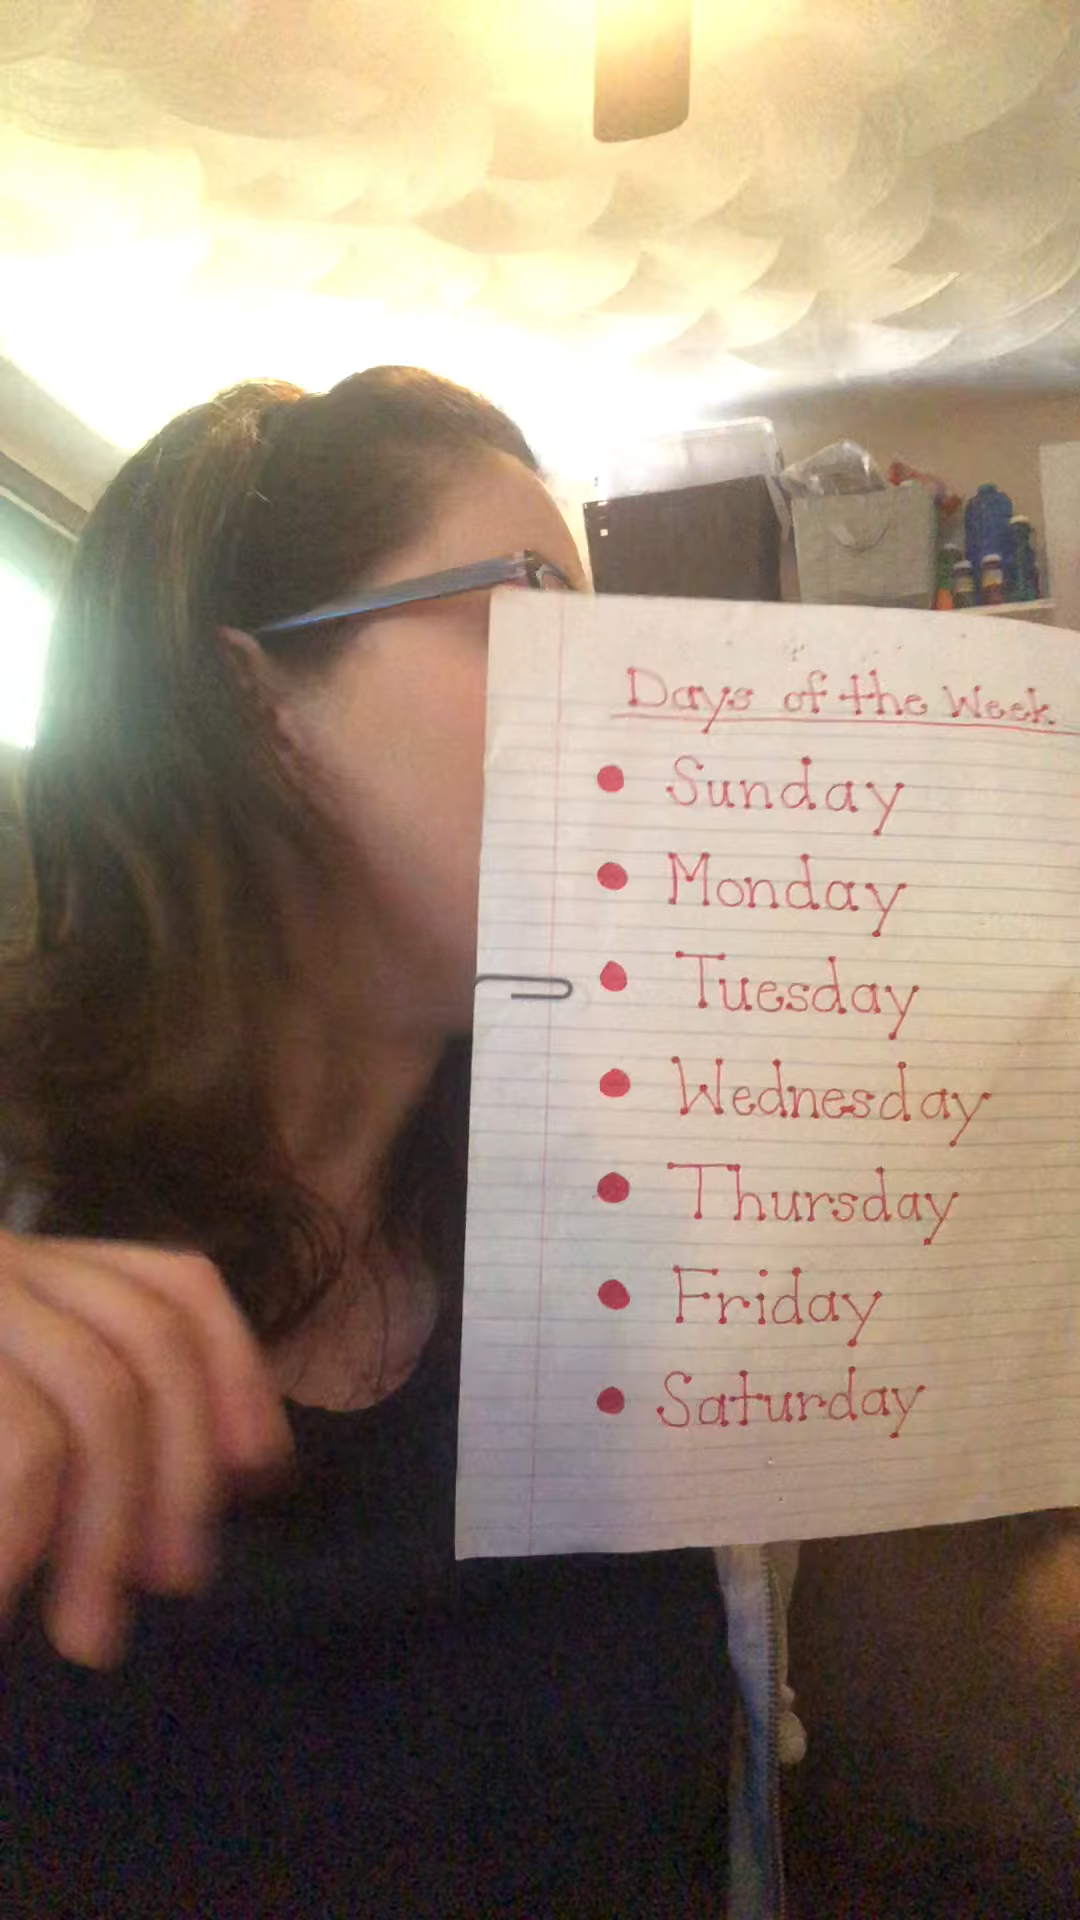 Days of the Week
• Sunday
• Monday
• Tuesday
• Wednesday
• Thursday
• Friday
• Saturday